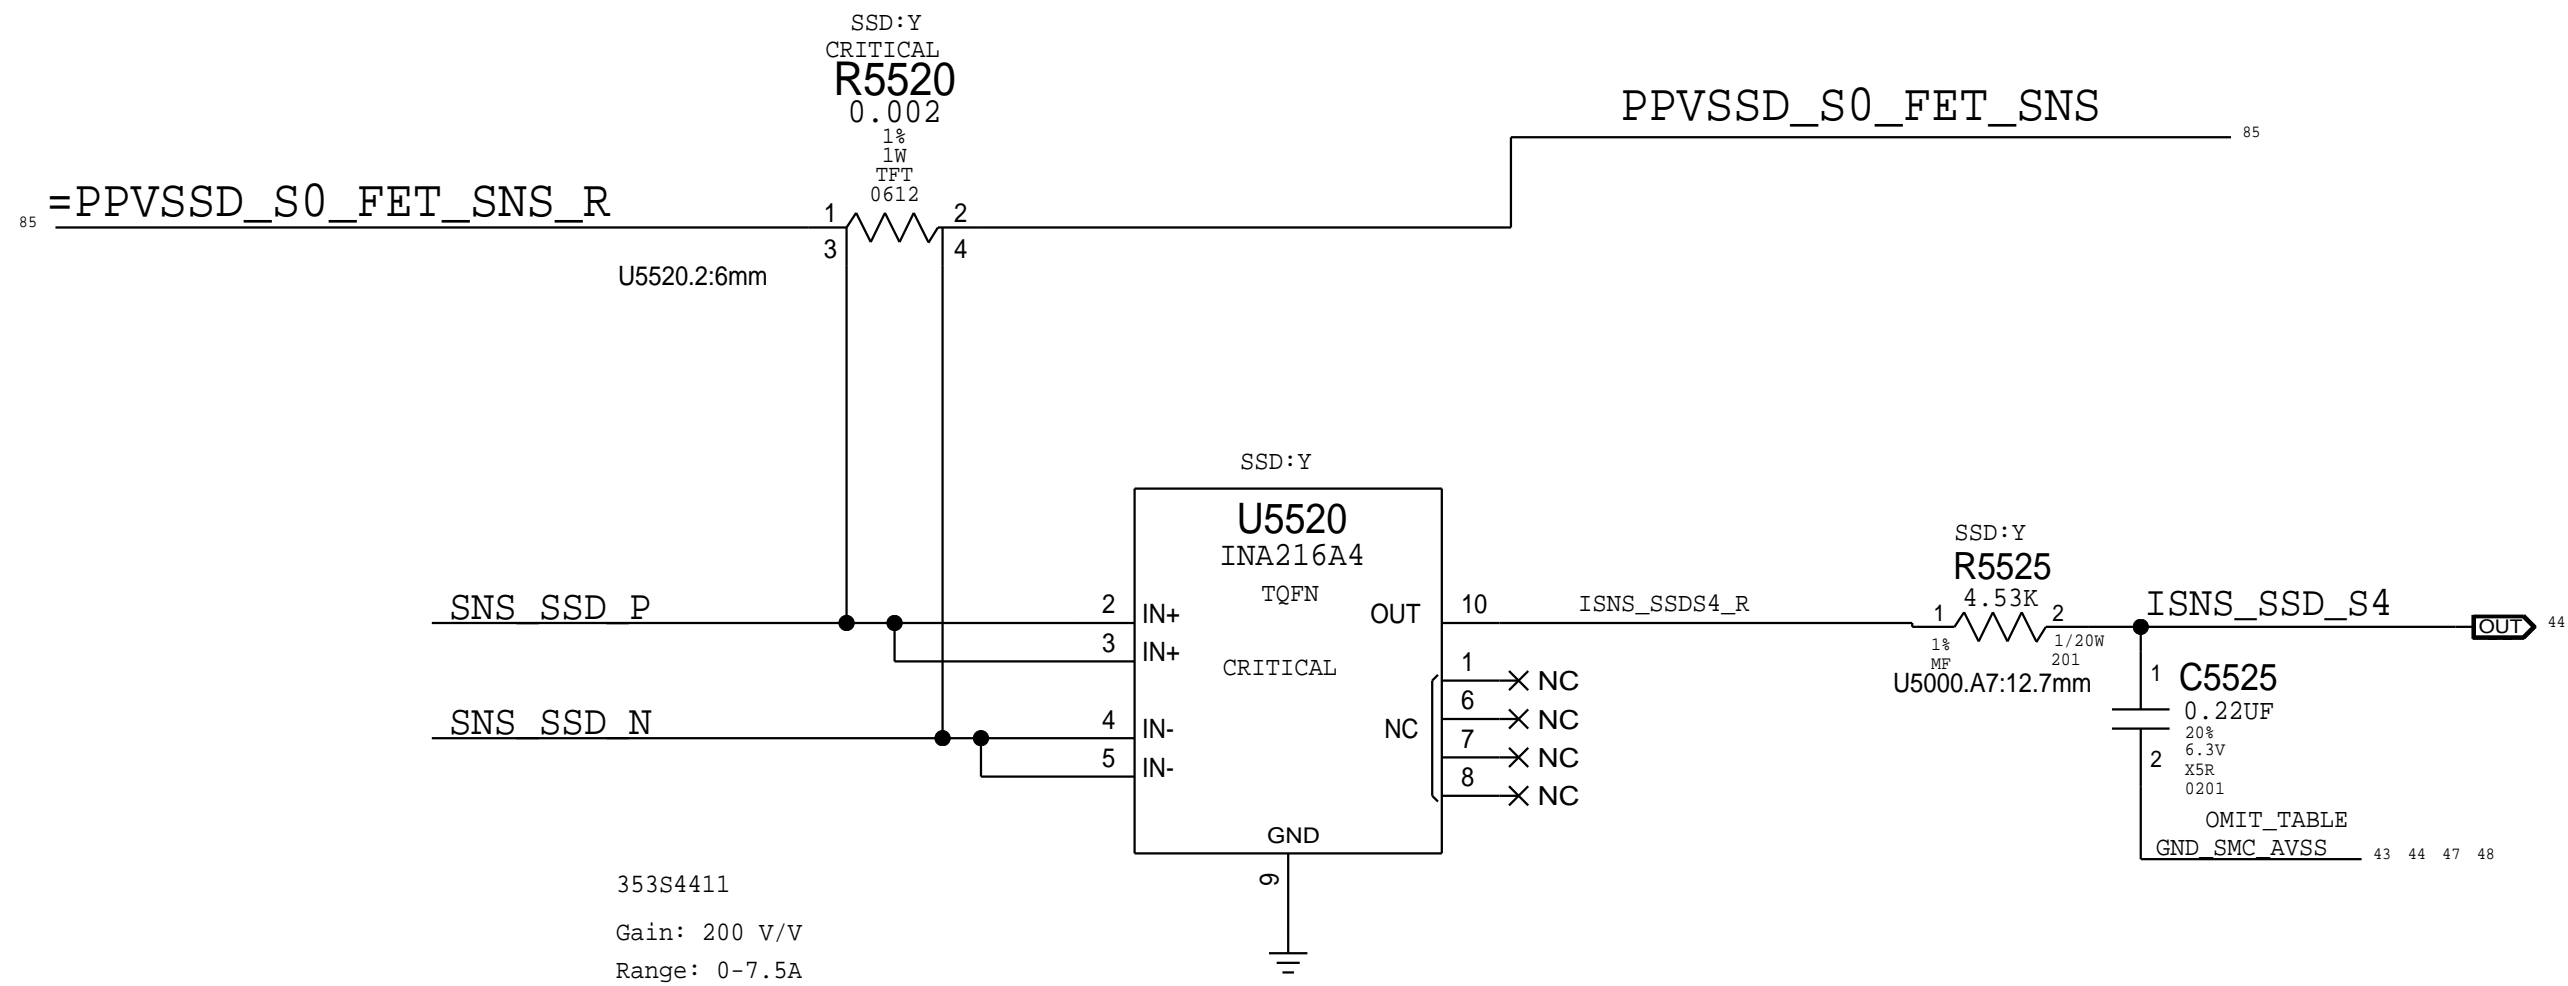 SSD:Y
CRITICAL
R5520
0.002
1%
1W
TFT
0612
PPVSSD_S0_FET_SNS
85
85
=PPVSSD_S0_FET_SNS_R
1
2
3
4
U5520.2:6mm
SSD:Y
U5520
INA216A4
TQFN
CRITICAL
SNS_SSD_P
2
IN+
3
IN+
SNS_SSD_N
4
IN-
5
IN-
OUT
10
ISNS_SSDS4_R
NC
1
NC
6
NC
7
NC
8
NC
GND
9
SSD:Y
R5525
4.53K
1
2
1%
MF
1/20W
201
U5000.A7:12.7mm
ISNS_SSD_S4
OUT
44
1
C5525
0.22UF
20%
6.3V
X5R
0201
2
OMIT_TABLE
GND_SMC_AVSS
43 44 47 48
353S4411
Gain: 200 V/V
Range: 0-7.5A